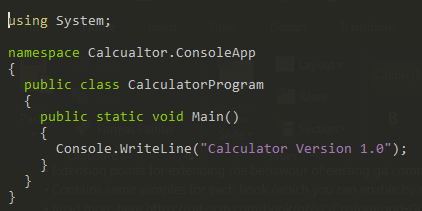 using System;
namespace Calcualtor.ConsoleApp
{
public class CalculatorProgram
{
public static void Main()
{
Console.WriteLine("Calculator Version 1.0");
}
}
}